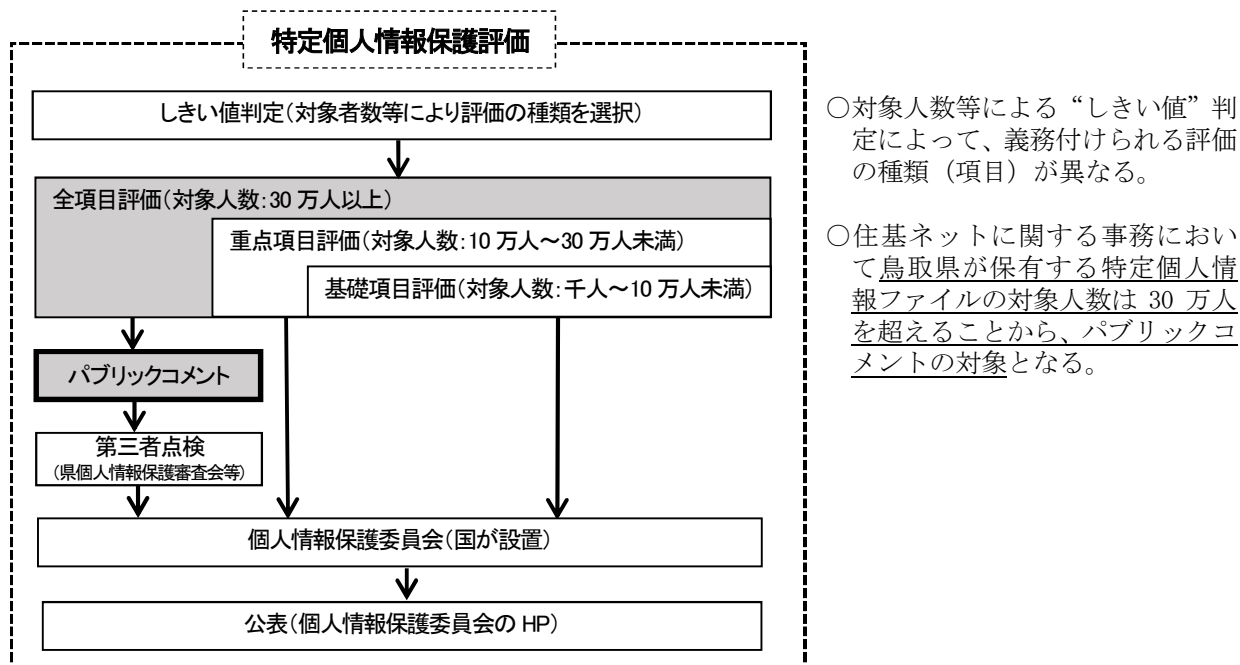 特定個人情報保護評価
しきい値判定(対象者数等により評価の種類を選択)
全項目評価(対象人数:30万人以上)
重点項目評価(対象人数:10万人～30万人未満)
基礎項目評価(対象人数:千人～10万人未満)
パブリックコメント
第三者点検
(県個人情報保護審査会等)
個人情報保護委員会(国が設置)
公表(個人情報保護委員会のHP)
○対象人数等による“しきい値”判
定によって、義務付けられる評価
の種類（項目）が異なる。
○住基ネットに関する事務におい
て鳥取県が保有する特定個人情
報ファイルの対象人数は 30 万人
を超えることから、パブリックコ
メントの対象となる。